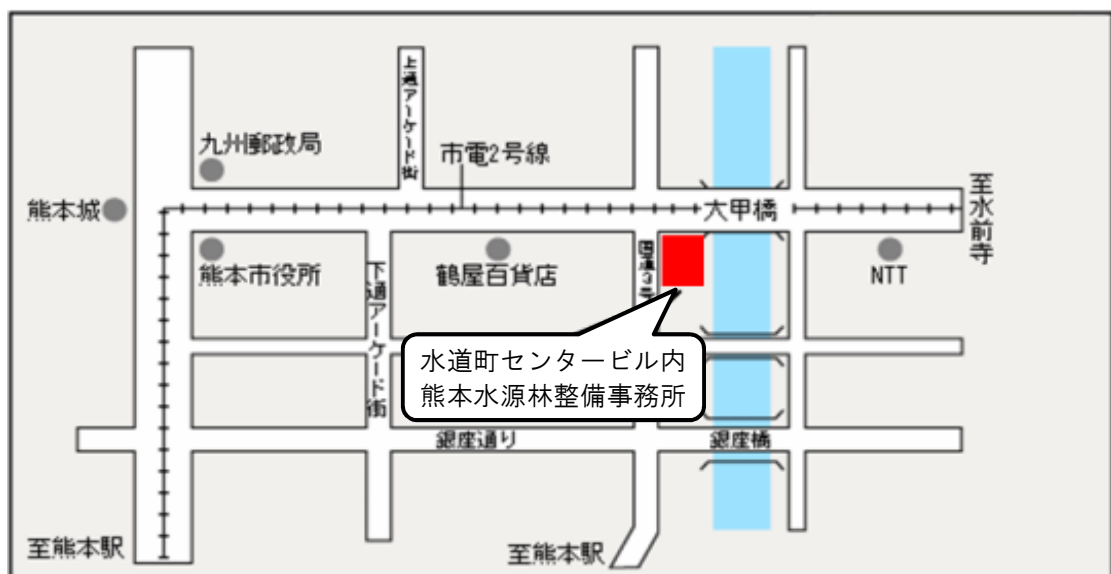 上通アーケード街
九州郵政局
市電2号線
熊本城
大甲橋
至水前寺
熊本市役所
下通アーケード街
鶴屋百貨店
国道3号
NTT
水道町センタービル内
熊本水源林整備事務所
銀座通り
銀座橋
至熊本駅
至熊本駅